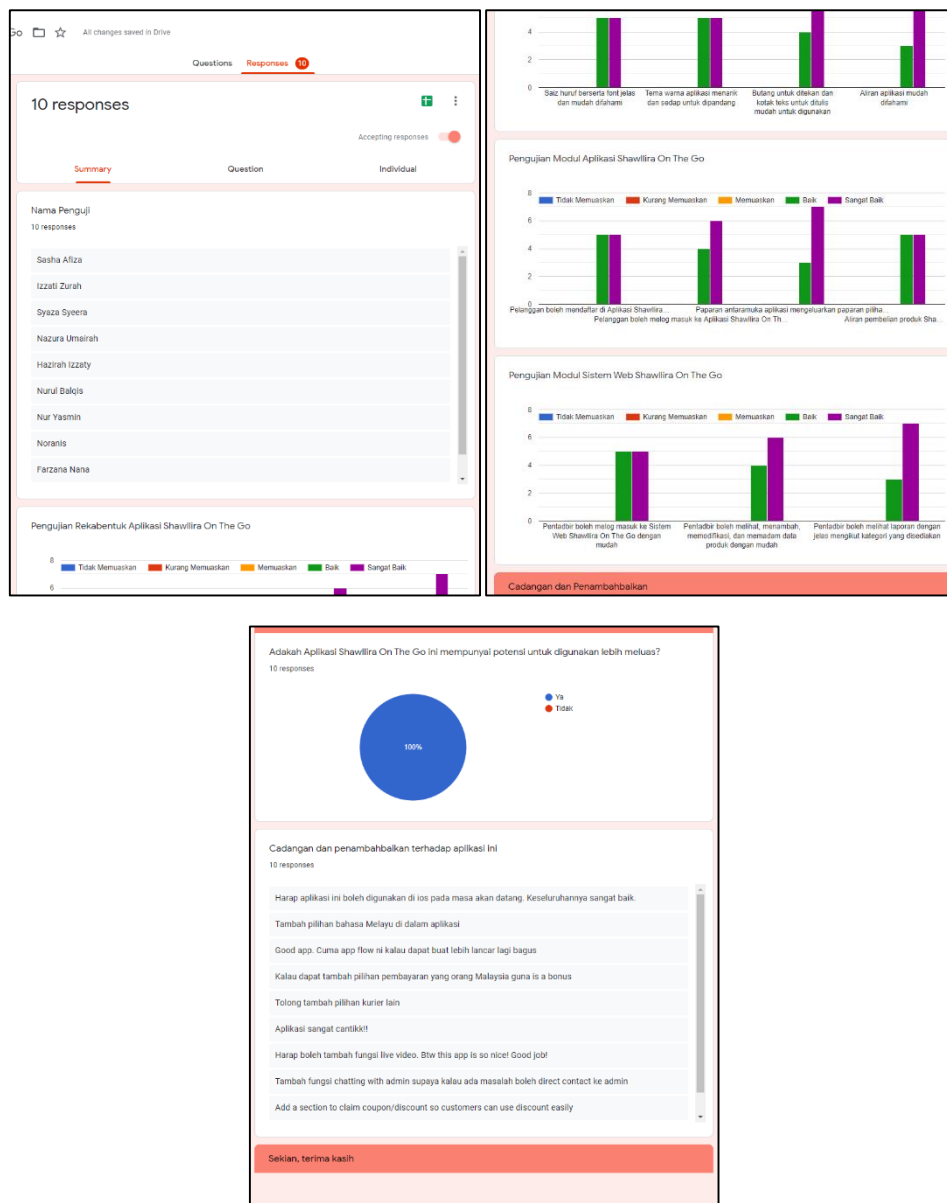 Go All changes saved in Drive
Questions Responses 10
10 responses
Accepting responses
Summary Question Individual
Nama Penguji
10 responses
Sasha Afiza
Izzati Zurah
Syaza Syeera
Nazura Umairah
Hazirah Izzaty
Nurul Balqis
Nur Yasmin
Noranis
Farzana Nana
Pengujian Rekabentuk Aplikasi Shawllira On The Go
8
Tidak Memuaskan Kurang Memuaskan Memuaskan Baik Sangat Baik
6
4
2
0
Saiz huruf berserta font jelas
dan mudah difahami
Tema warna aplikasi menarik
dan sedap untuk dipandang
Butang untuk ditekan dan
kotak teks untuk ditulis
mudah untuk digunakan
Aliran aplikasi mudah
difahami
Pengujian Modul Aplikasi Shawllira On The Go
8
Tidak Memuaskan Kurang Memuaskan Memuaskan Baik Sangat Baik
6
4
2
0
Pelanggan boleh mendaftar di Aplikasi Shawllira...
Pelanggan boleh melog masuk ke Aplikasi Shawllira On Th...
Paparan antaramuka aplikasi mengeluarkan paparan piliha...
Aliran pembelian produk Sha...
Pengujian Modul Sistem Web Shawllira On The Go
8
Tidak Memuaskan Kurang Memuaskan Memuaskan Baik Sangat Baik
6
4
2
0
Pentadbir boleh melog masuk ke Sistem
Web Shawllira On The Go dengan
mudah
Pentadbir boleh melihat, menambah,
memodifikasi, dan memadam data
produk dengan mudah
Pentadbir boleh melihat laporan dengan
jelas mengikut kategori yang disediakan
Cadangan dan Penambahbaikan
Adakah Aplikasi Shawllira On The Go ini mempunyai potensi untuk digunakan lebih meluas?
10 responses
Ya
Tidak
100%
Cadangan dan penambahbaikan terhadap aplikasi ini
10 responses
Harap aplikasi ini boleh digunakan di ios pada masa akan datang. Keseluruhannya sangat baik.
Tambah pilihan bahasa Melayu di dalam aplikasi
Good app. Cuma app flow ni kalau dapat buat lebih lancar lagi bagus
Kalau dapat tambah pilihan pembayaran yang orang Malaysia guna is a bonus
Tolong tambah pilihan kurier lain
Aplikasi sangat cantikk!!
Harap boleh tambah fungsi live video. Btw this app is so nice! Good job!
Tambah fungsi chatting with admin supaya kalau ada masalah boleh direct contact ke admin
Add a section to claim coupon/discount so customers can use discount easily
Sekian, terima kasih